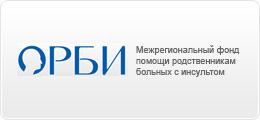 ОРБИ
Межрегиональный фонд
помощи родственникам
больных с инсультом